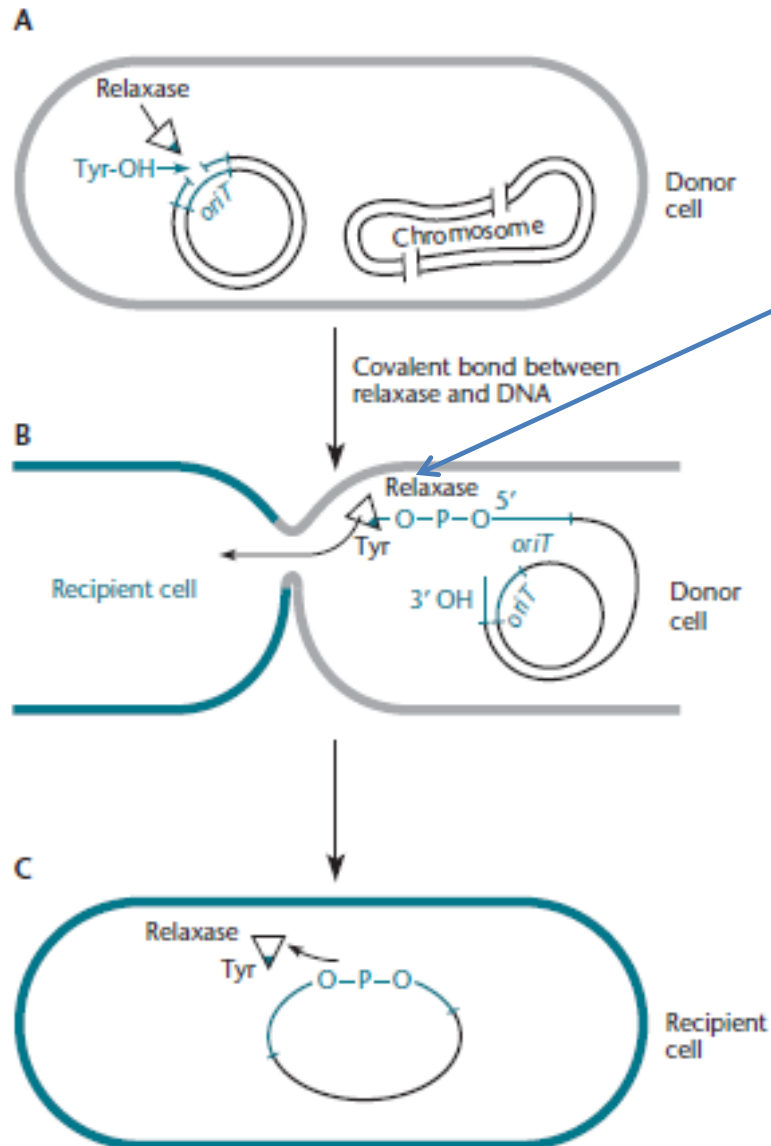 A
Relaxase
Tyr-OH
oriT
Chromosome
Donor
cell
Covalent bond between
relaxase and DNA
B
Relaxase
O–P–O
5′
Tyr
oriT
Recipient cell
3′ OH
oriT
Donor
cell
C
Relaxase
Tyr
O–P–O
Recipient
cell